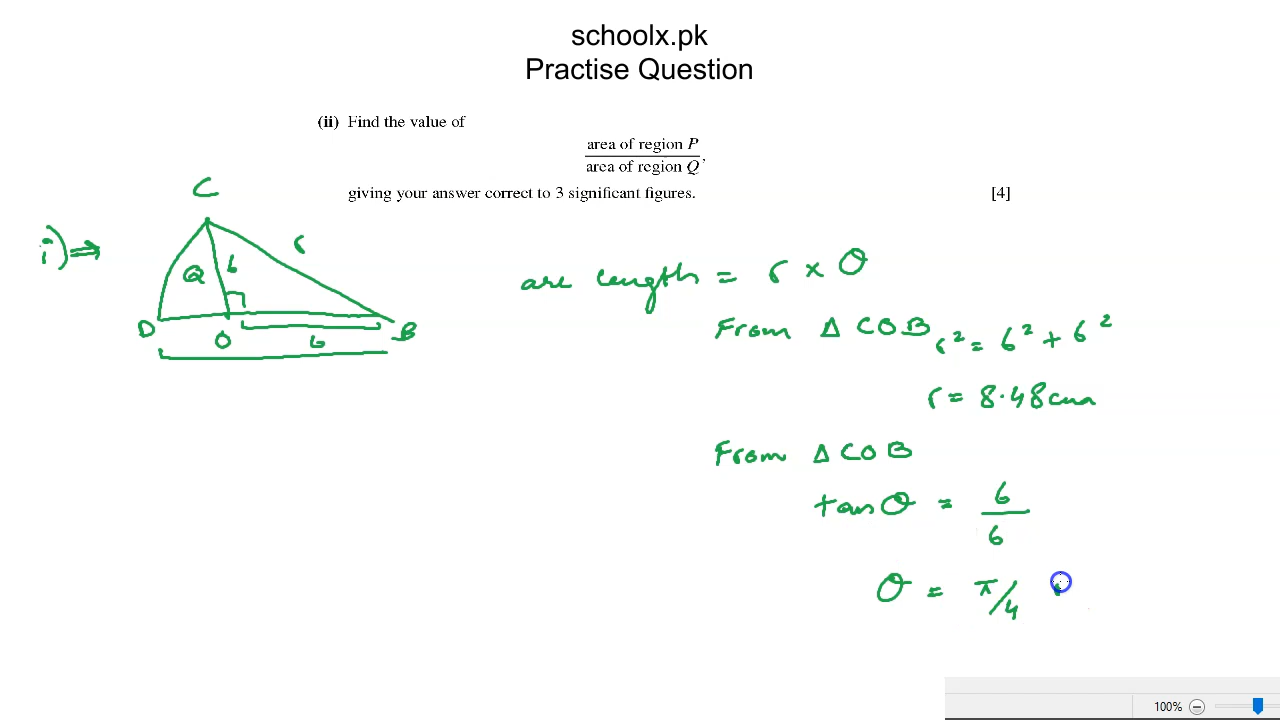 schoolx.pk
Practise Question
(ii) Find the value of
area of region P
area of region Q,
giving your answer correct to 3 significant figures. [4]
i) ⇒
C
r
6
Q
D
O
6
B
arc length = r × θ
From Δ COB r² = 6² + 6²
r = 8.48cm
From Δ COB
tan θ = 6
6
θ = π/4
100%